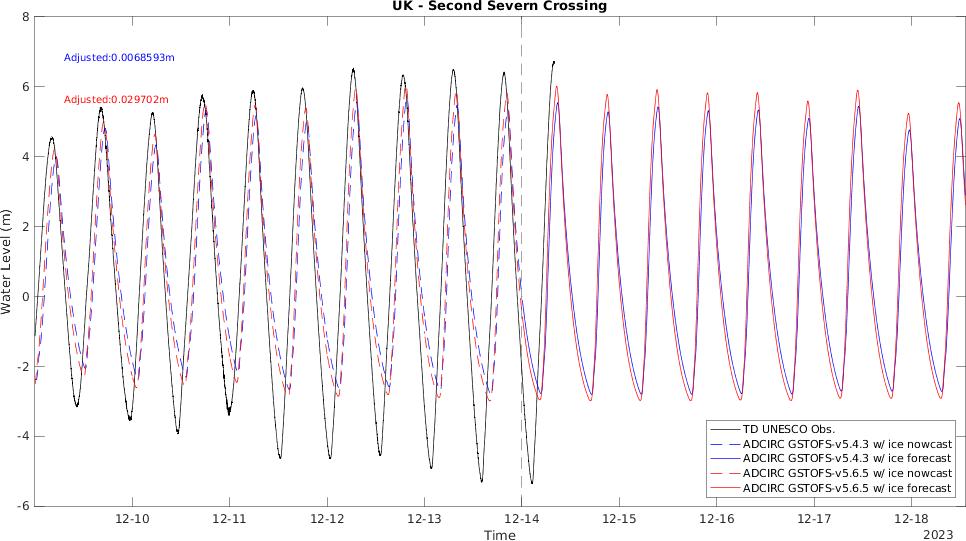 UK - Second Severn Crossing
8
6
4
2
0
-2
-4
-6
Water Level (m)
Adjusted:0.0068593m
Adjusted:0.029702m
TD UNESCO Obs.
ADCIRC GSTOFS-v5.4.3 w/ ice nowcast
ADCIRC GSTOFS-v5.4.3 w/ ice forecast
ADCIRC GSTOFS-v5.6.5 w/ ice nowcast
ADCIRC GSTOFS-v5.6.5 w/ ice forecast
12-10
12-11
12-12
12-13
12-14
12-15
12-16
12-17
12-18
Time
2023